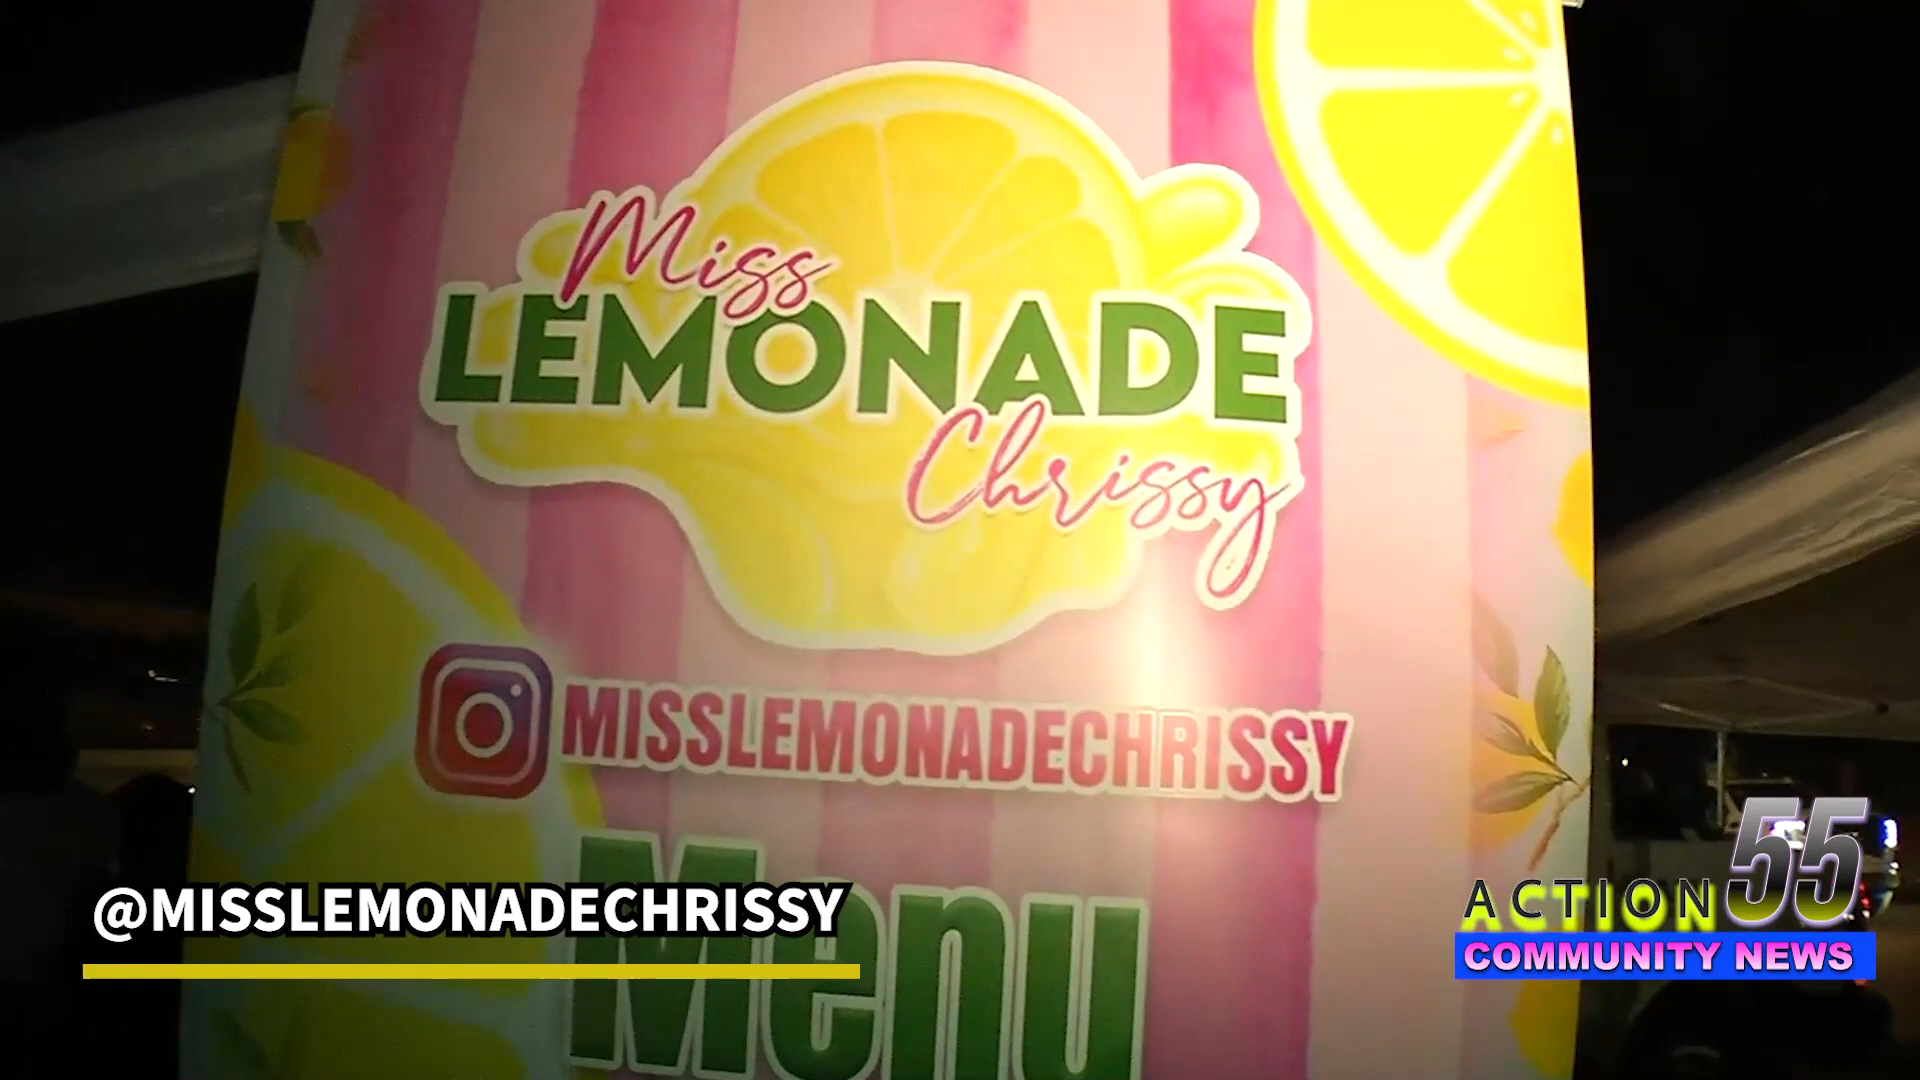 Miss
LEMONADE
Chrissy
MISSLEMONADECHRISSY
Menu
@MISSLEMONADECHRISSY
ACTION 55
COMMUNITY NEWS